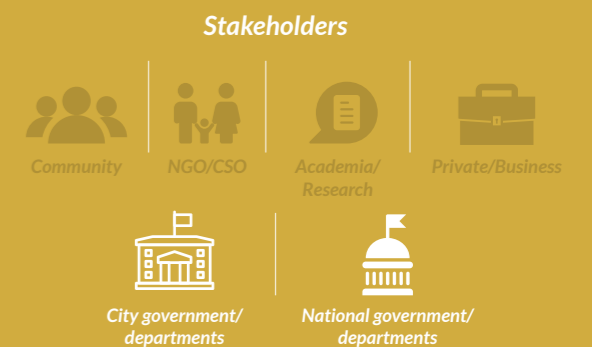 Stakeholders
Community
NGO/CSO
Academia/
Research
Private/Business
City government/
departments
National government/
departments